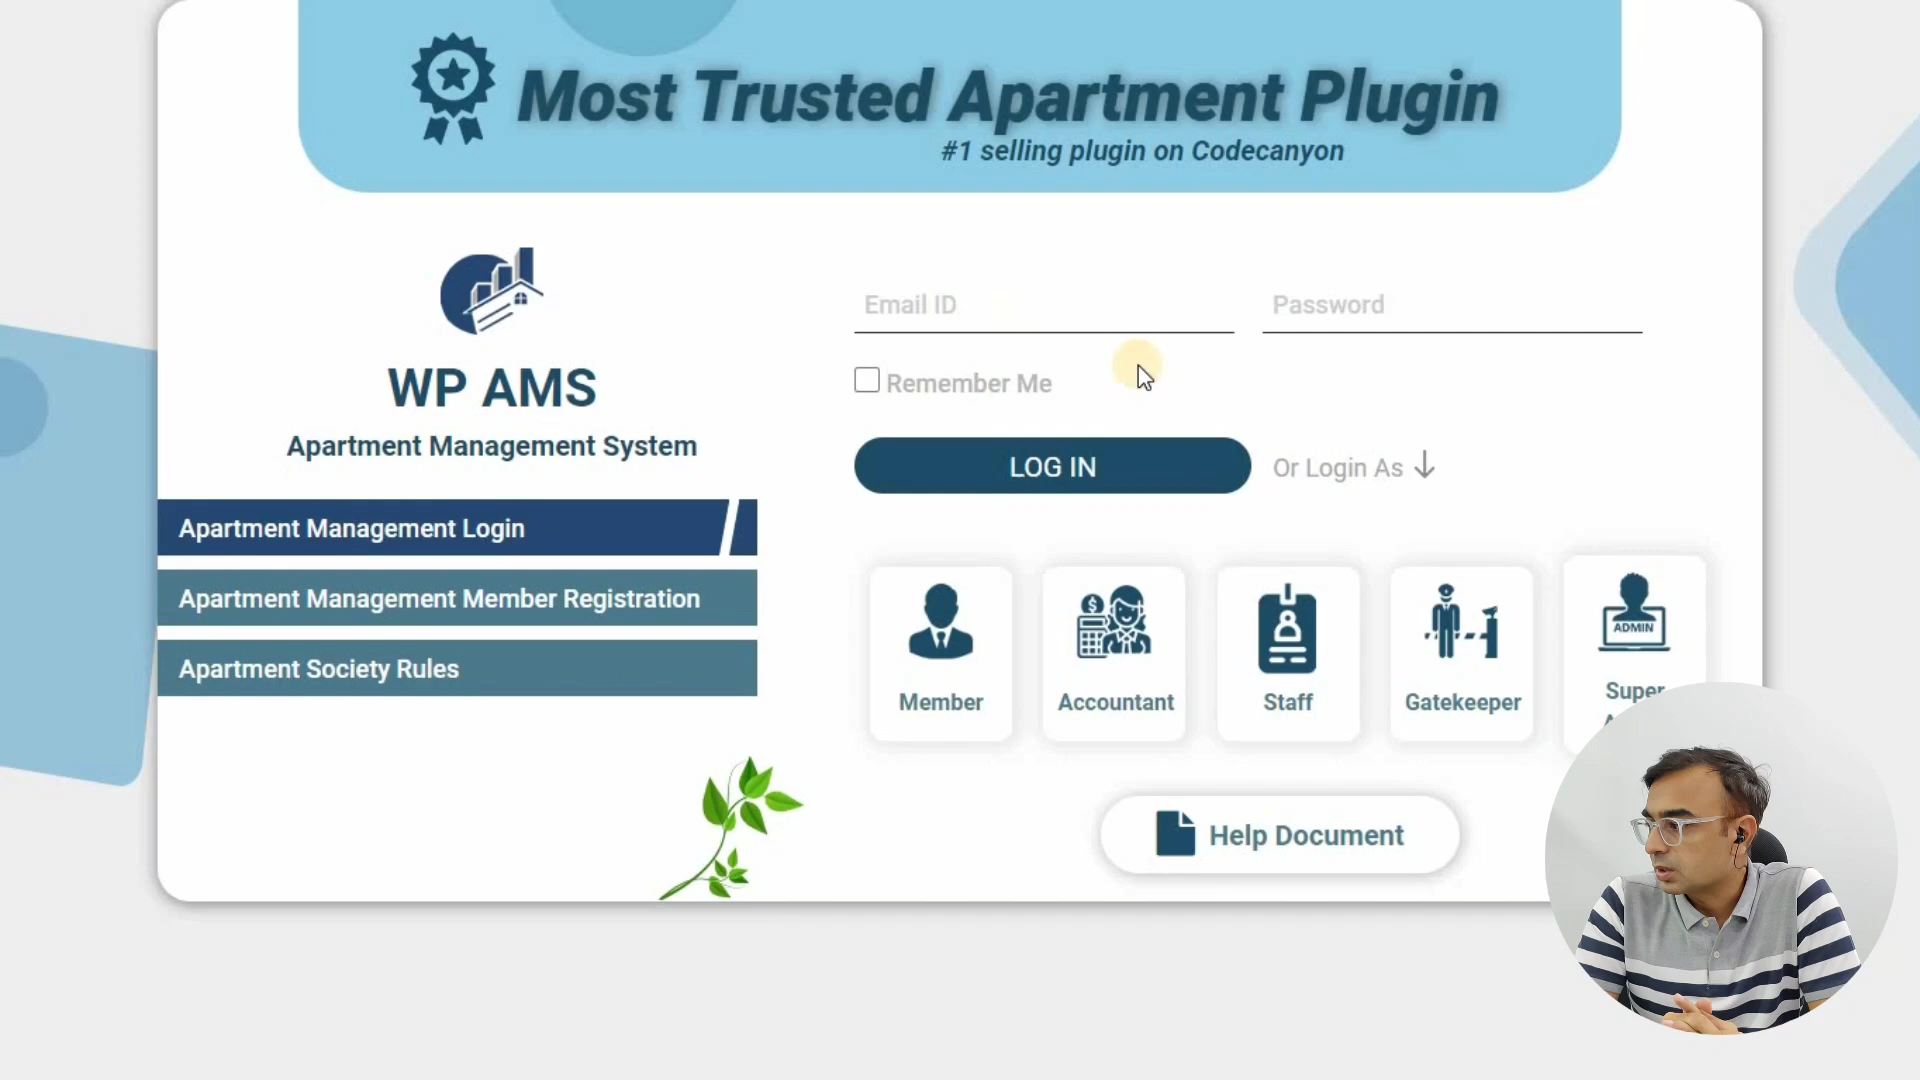 Most Trusted Apartment Plugin
#1 selling plugin on Codecanyon
WP AMS
Apartment Management System
Apartment Management Login
Apartment Management Member Registration
Apartment Society Rules
Email ID
Password
Remember Me
LOG IN
Or Login As
Member
Accountant
Staff
Gatekeeper
ADMIN
Super
Help Document